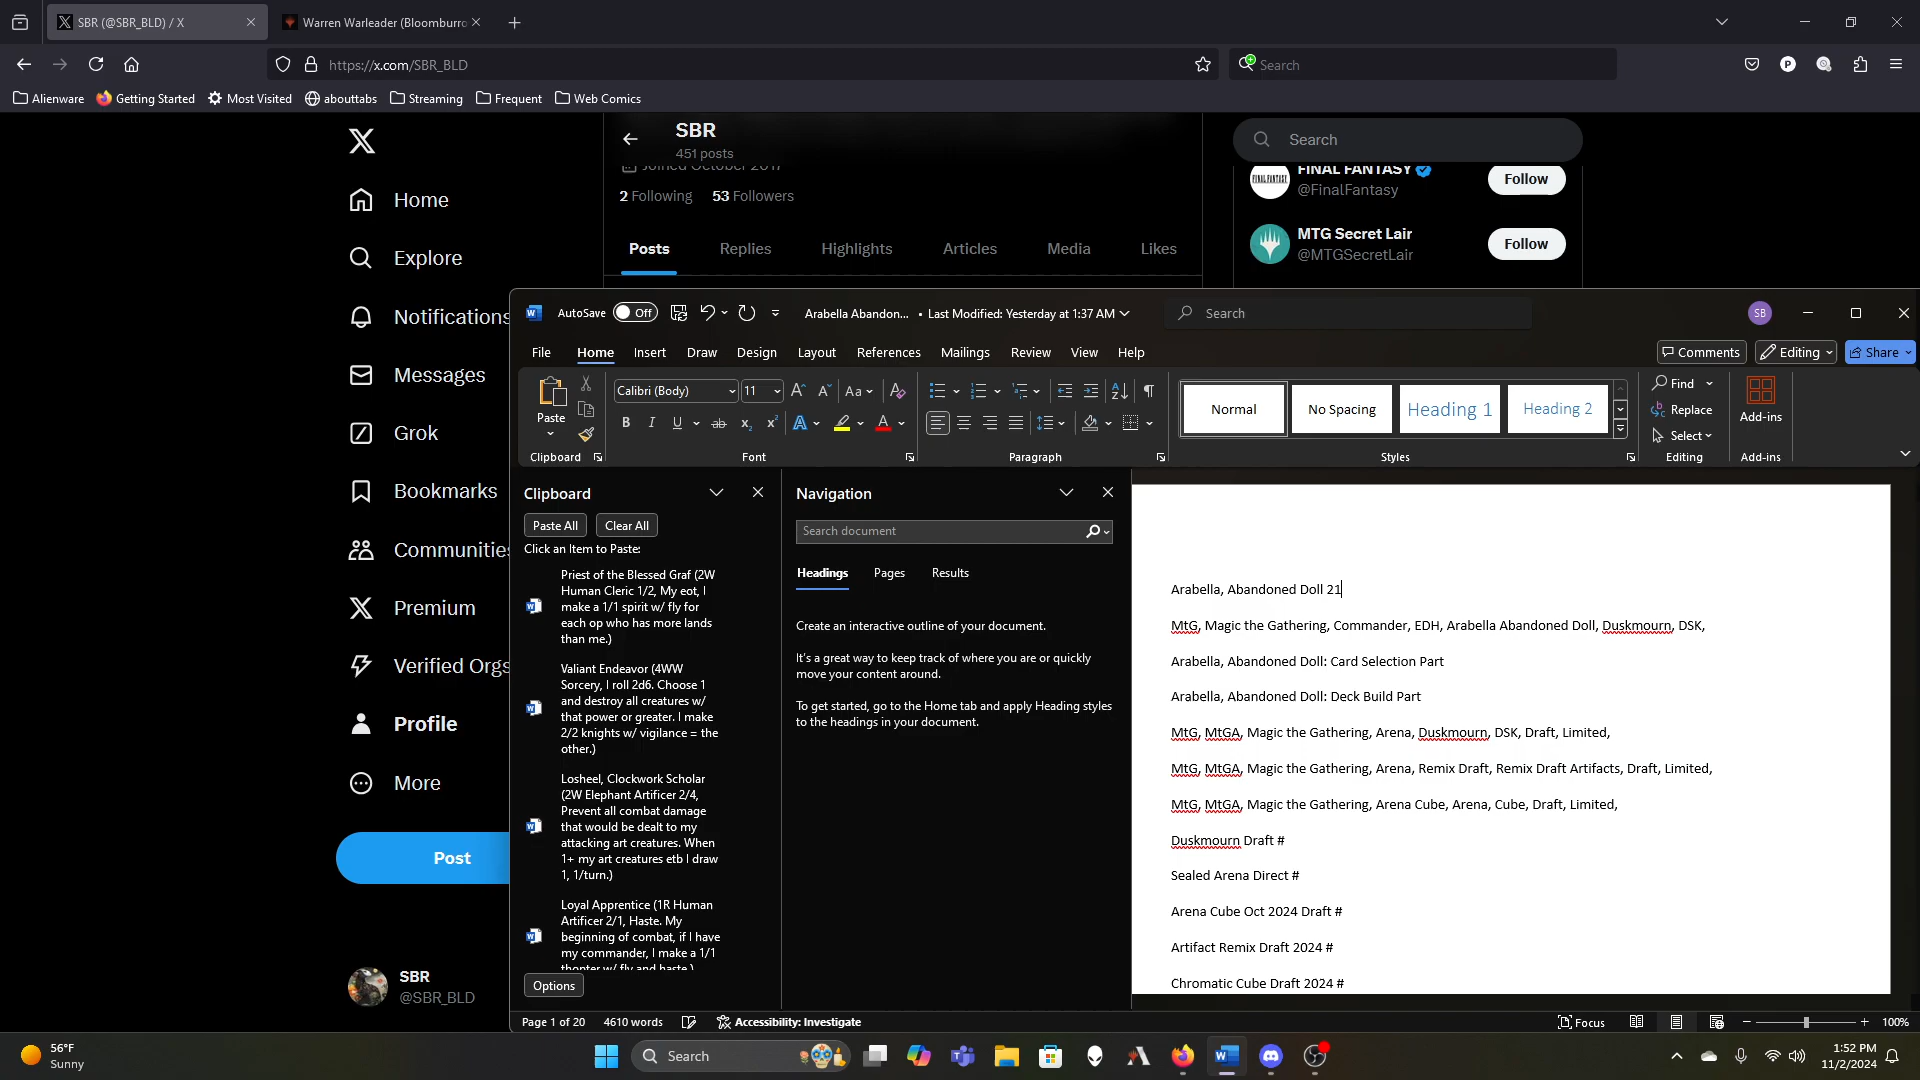 SBR (@SBR_BLD) / X
Warren Warleader (Bloomburro
https://x.com/SBR_BLD
Search
Alienware
Getting Started
Most Visited
abouttabs
Streaming
Frequent
Web Comics
SBR
451 posts
Joined October 2017
2 Following 53 Followers
Posts Replies Highlights Articles Media Likes
Home
Explore
Notifications
Messages
Grok
Bookmarks
Communities
Premium
Verified Orgs
Profile
More
Post
SBR
@SBR_BLD
Search
FINAL FANTASY
@FinalFantasy
Follow
MTG Secret Lair
@MTGSecretLair
Follow
AutoSave Off
Arabella Abandon... • Last Modified: Yesterday at 1:37 AM
Search
SB
File Home Insert Draw Design Layout References Mailings Review View Help
Comments Editing Share
Paste
Clipboard
Calibri (Body) 11
Font
Paragraph
Normal No Spacing Heading 1 Heading 2
Styles
Find
Replace
Select
Editing
Add-ins
Add-ins
Clipboard
Paste All Clear All
Click an Item to Paste:
Priest of the Blessed Graf (2W
Human Cleric 1/2, My eot, I
make a 1/1 spirit w/ fly for
each op who has more lands
than me.)
Valiant Endeavor (4WW
Sorcery, I roll 2d6. Choose 1
and destroy all creatures w/
that power or greater. I make
2/2 knights w/ vigilance = the
other.)
Losheel, Clockwork Scholar
(2W Elephant Artificer 2/4,
Prevent all combat damage
that would be dealt to my
attacking art creatures. When
1+ my art creatures etb I draw
1, 1/turn.)
Loyal Apprentice (1R Human
Artificer 2/1, Haste. My
beginning of combat, if I have
my commander, I make a 1/1
thopter w/ fly and haste.)
Options
Navigation
Search document
Headings Pages Results
Create an interactive outline of your document.
It's a great way to keep track of where you are or quickly
move your content around.
To get started, go to the Home tab and apply Heading styles
to the headings in your document.
Arabella, Abandoned Doll 21
MtG, Magic the Gathering, Commander, EDH, Arabella Abandoned Doll, Duskmourn, DSK,
Arabella, Abandoned Doll: Card Selection Part
Arabella, Abandoned Doll: Deck Build Part
MtG, MtGA, Magic the Gathering, Arena, Duskmourn, DSK, Draft, Limited,
MtG, MtGA, Magic the Gathering, Arena, Remix Draft, Remix Draft Artifacts, Draft, Limited,
MtG, MtGA, Magic the Gathering, Arena Cube, Arena, Cube, Draft, Limited,
Duskmourn Draft #
Sealed Arena Direct #
Arena Cube Oct 2024 Draft #
Artifact Remix Draft 2024 #
Chromatic Cube Draft 2024 #
Page 1 of 20 4610 words Accessibility: Investigate
Focus 100%
56°F
Sunny
Search
1:52 PM
11/2/2024